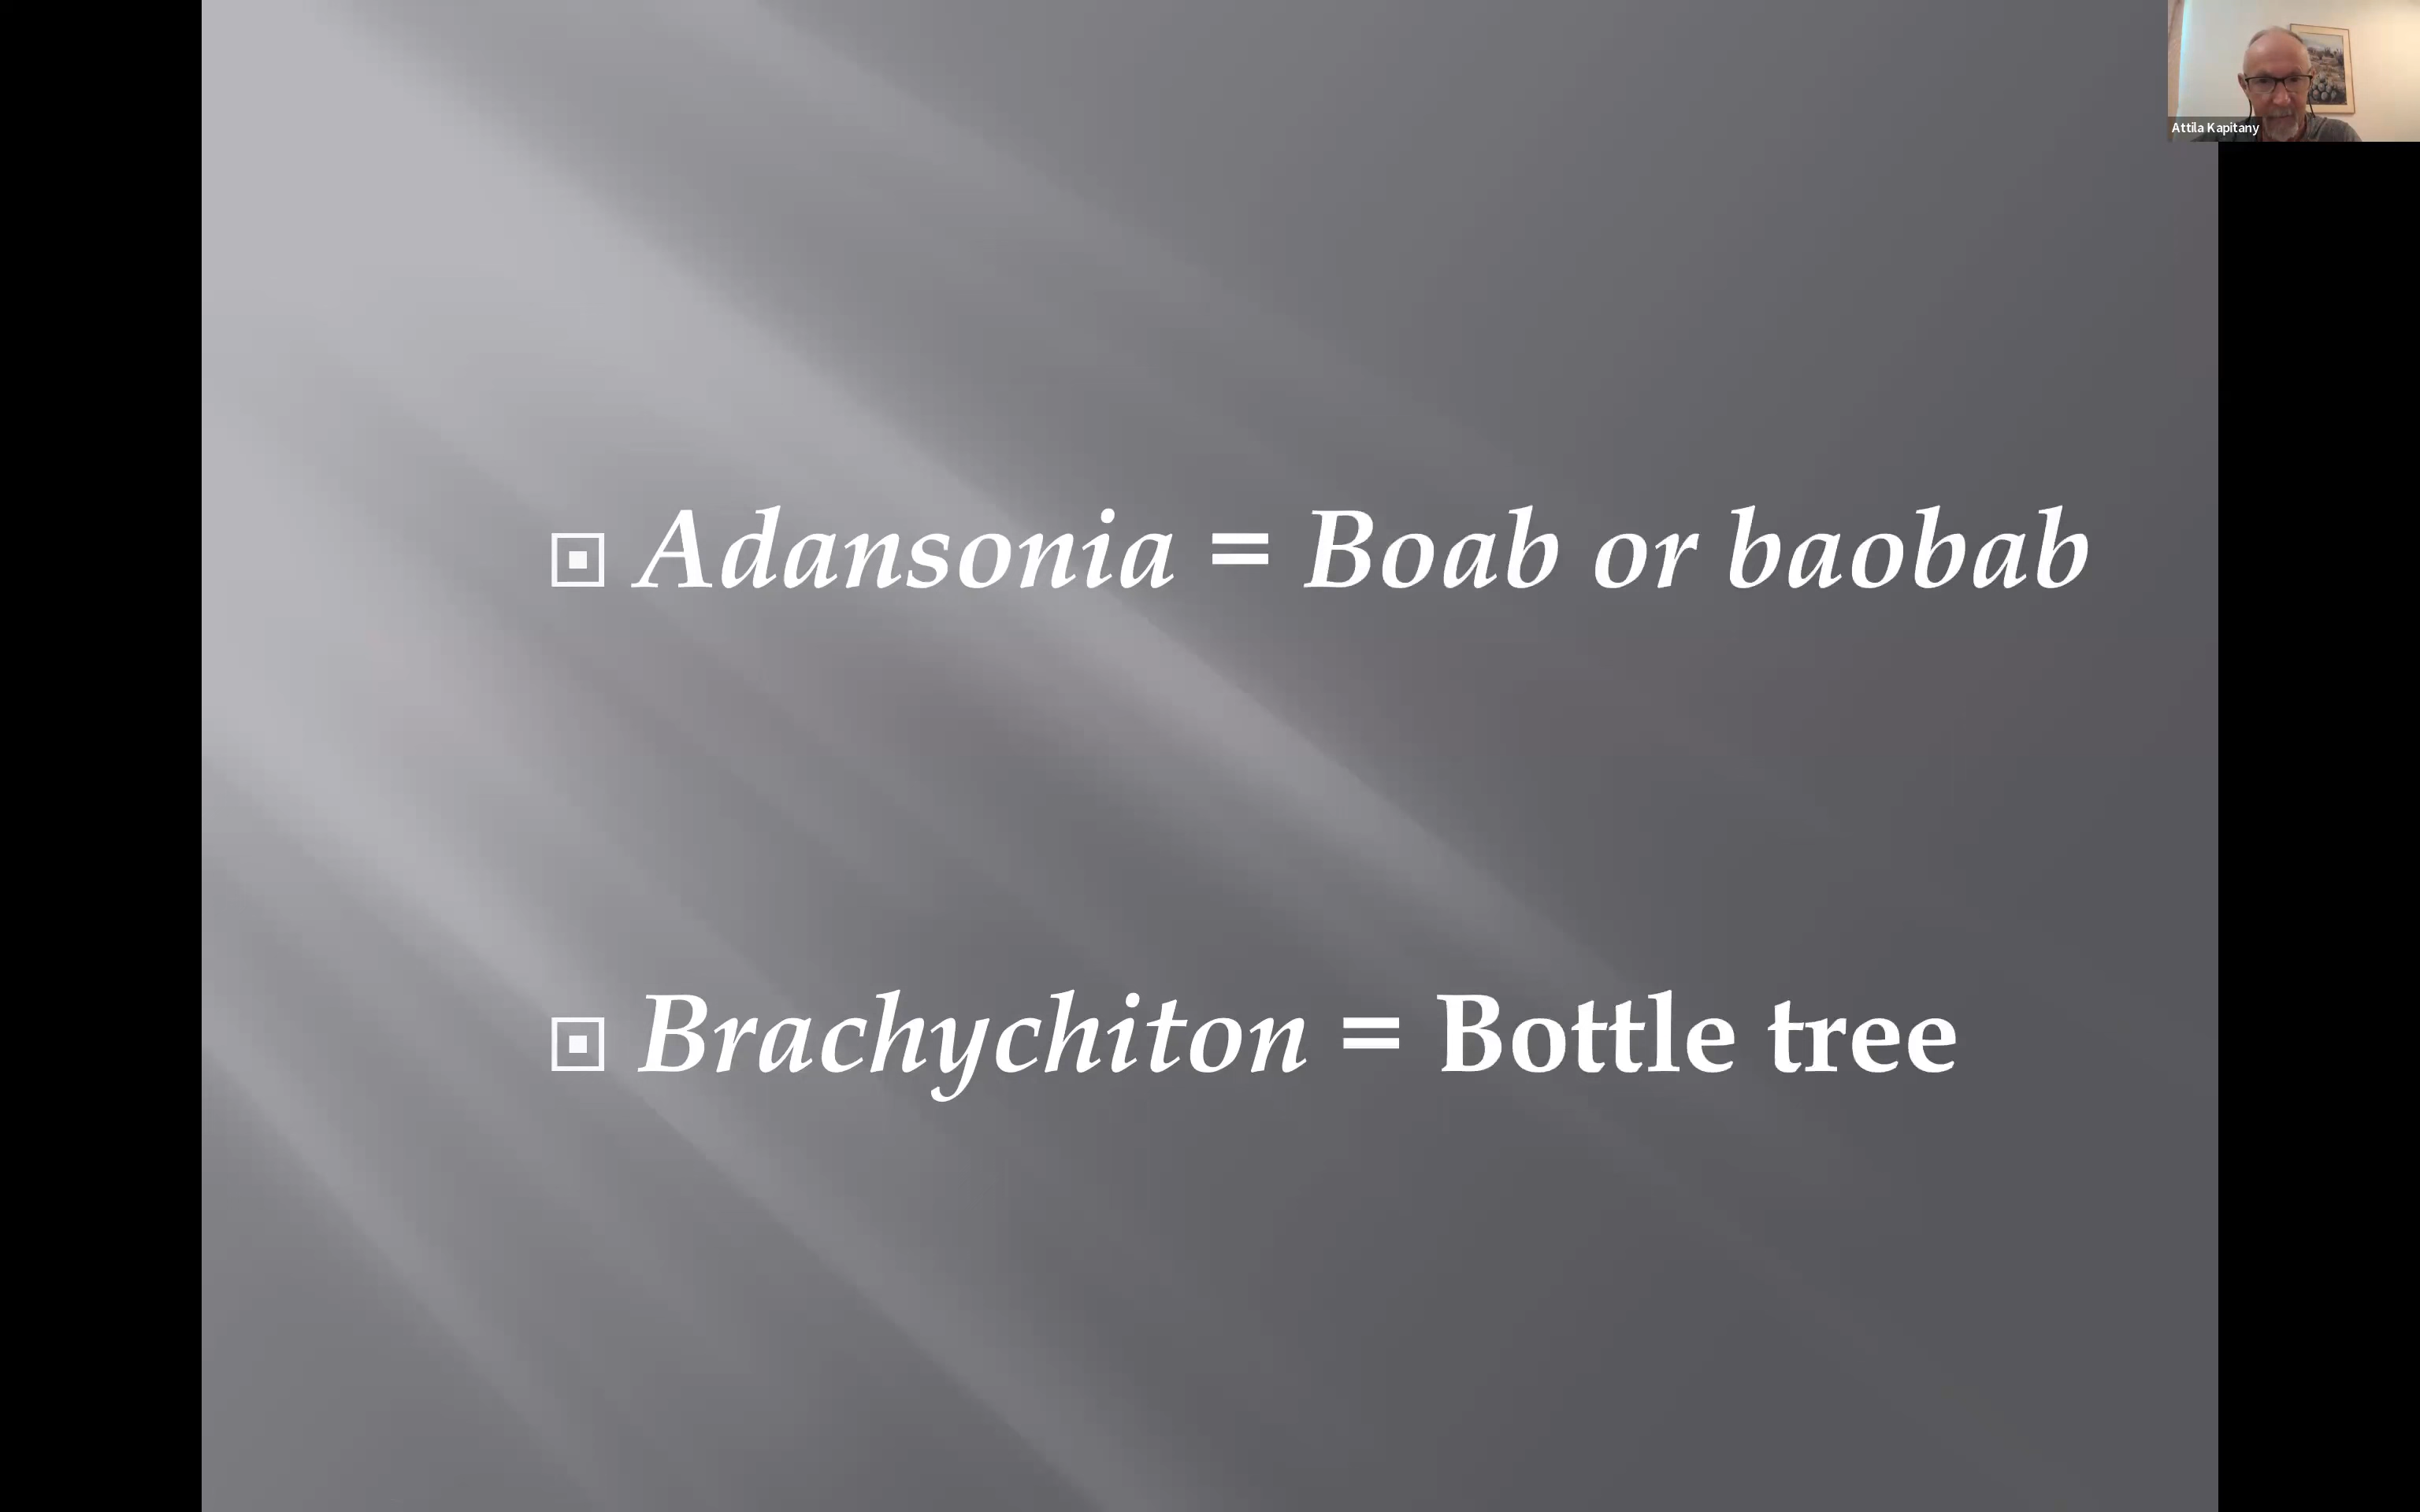 Attila Kapitany
Adansonia = Boab or baobab
Brachychiton = Bottle tree